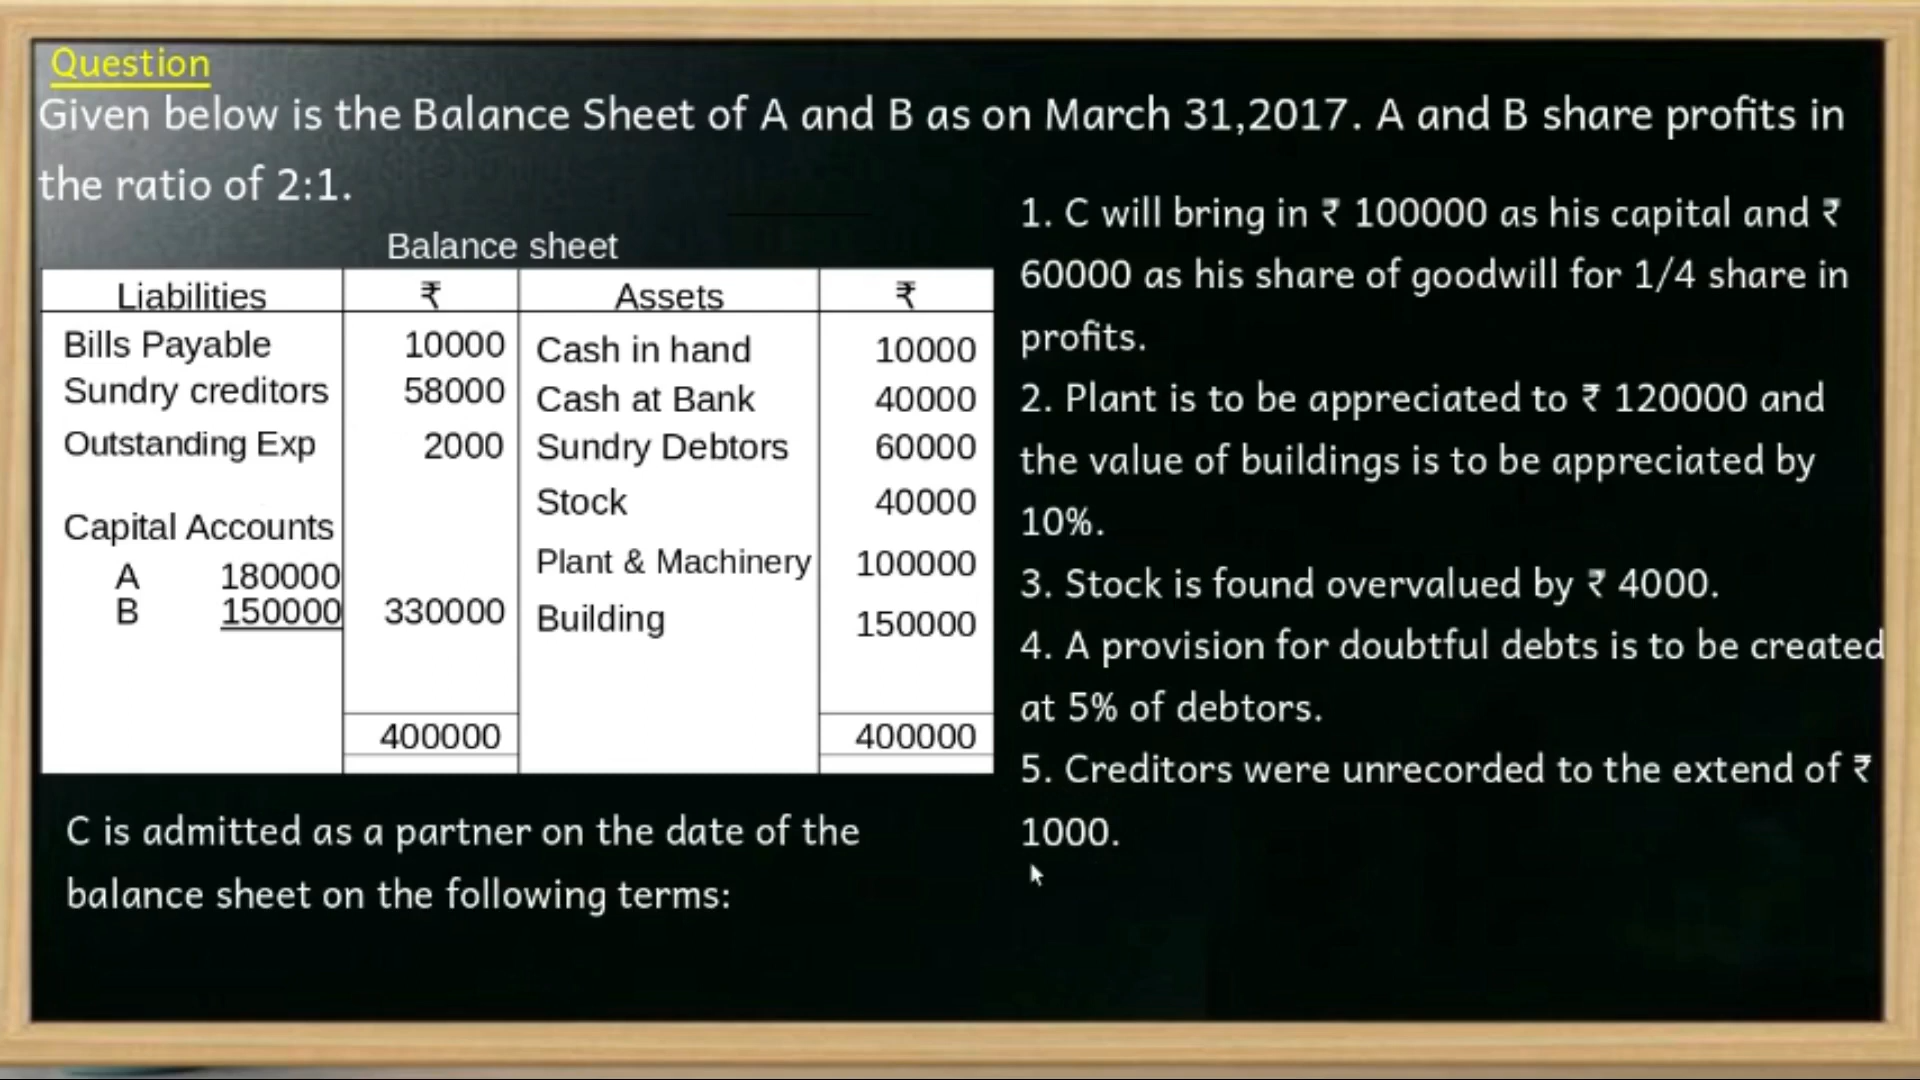 Question
Given below is the Balance Sheet of A and B as on March 31,2017. A and B share profits in
the ratio of 2:1.
Balance sheet
Liabilities ₹ Assets ₹
Bills Payable 10000 Cash in hand 10000
Sundry creditors 58000 Cash at Bank 40000
Outstanding Exp 2000 Sundry Debtors 60000
Stock 40000
Capital Accounts
A 180000 Plant & Machinery 100000
B 150000 330000 Building 150000
400000 400000
C is admitted as a partner on the date of the
balance sheet on the following terms:
1. C will bring in ₹ 100000 as his capital and ₹
60000 as his share of goodwill for 1/4 share in
profits.
2. Plant is to be appreciated to ₹ 120000 and
the value of buildings is to be appreciated by
10%.
3. Stock is found overvalued by ₹ 4000.
4. A provision for doubtful debts is to be created
at 5% of debtors.
5. Creditors were unrecorded to the extend of ₹
1000.